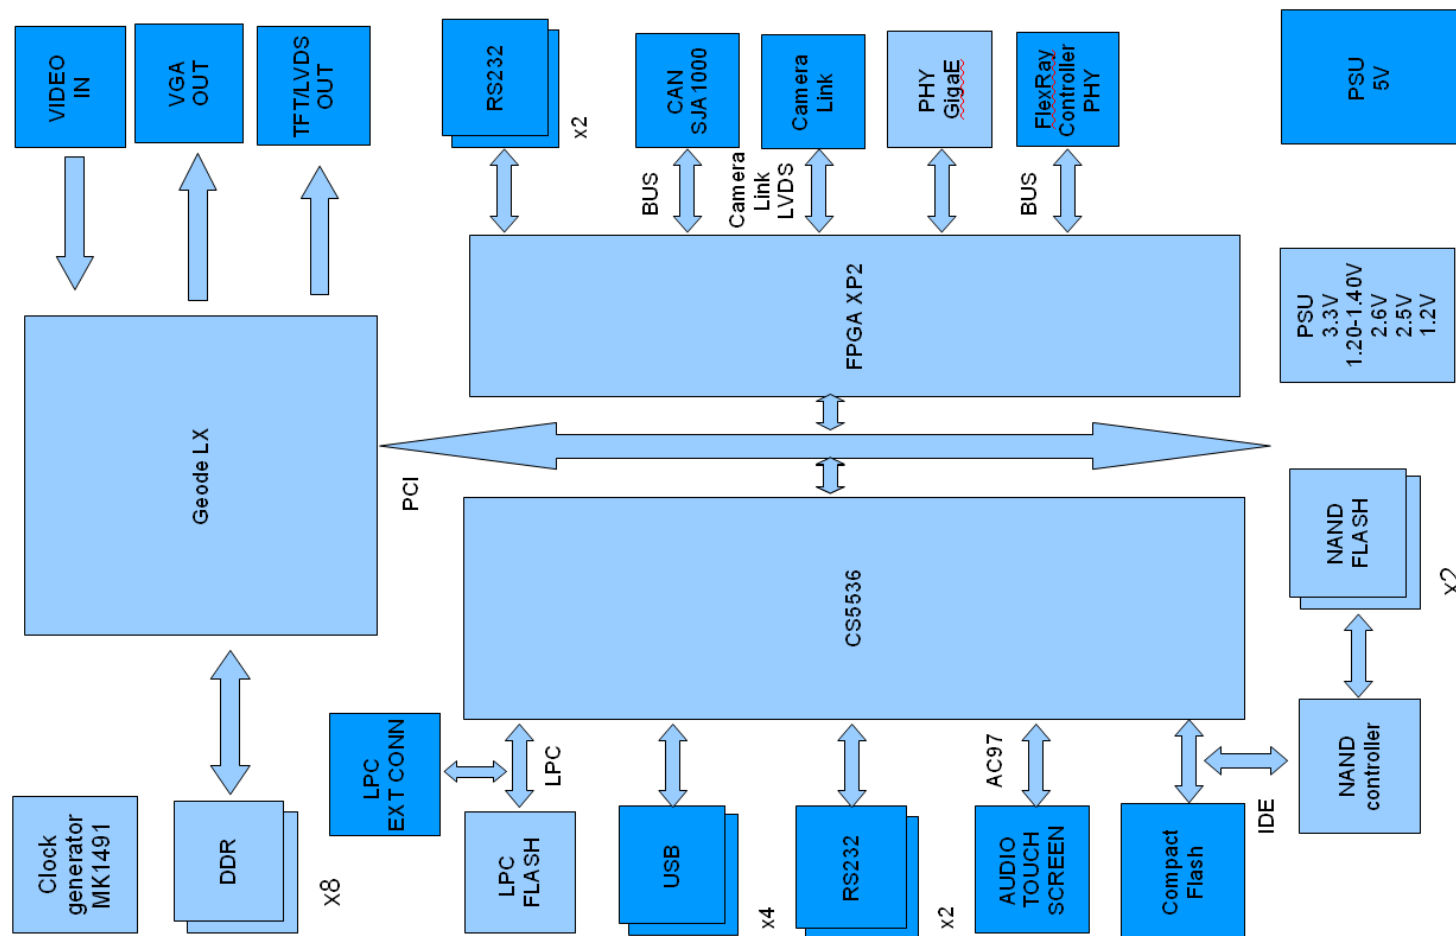 VIDEO
IN
VGA
OUT
TFT/LVDS
OUT
RS232
x2
CAN
SJA1000
Camera
Link
PHY
GigaE
FlexRay
Controller
PHY
PSU
5V
BUS
Camera
Link
LVDS
BUS
FPGA XP2
PSU
3.3V
1.20-1.40V
2.6V
2.5V
1.2V
Geode LX
PCI
CS5536
NAND
FLASH
x2
LPC
EXT CONN
LPC
AC97
IDE
NAND
controller
Clock
generator
MK1491
DDR
x8
LPC
FLASH
USB
x4
RS232
x2
AUDIO
TOUCH
SCREEN
Compact
Flash